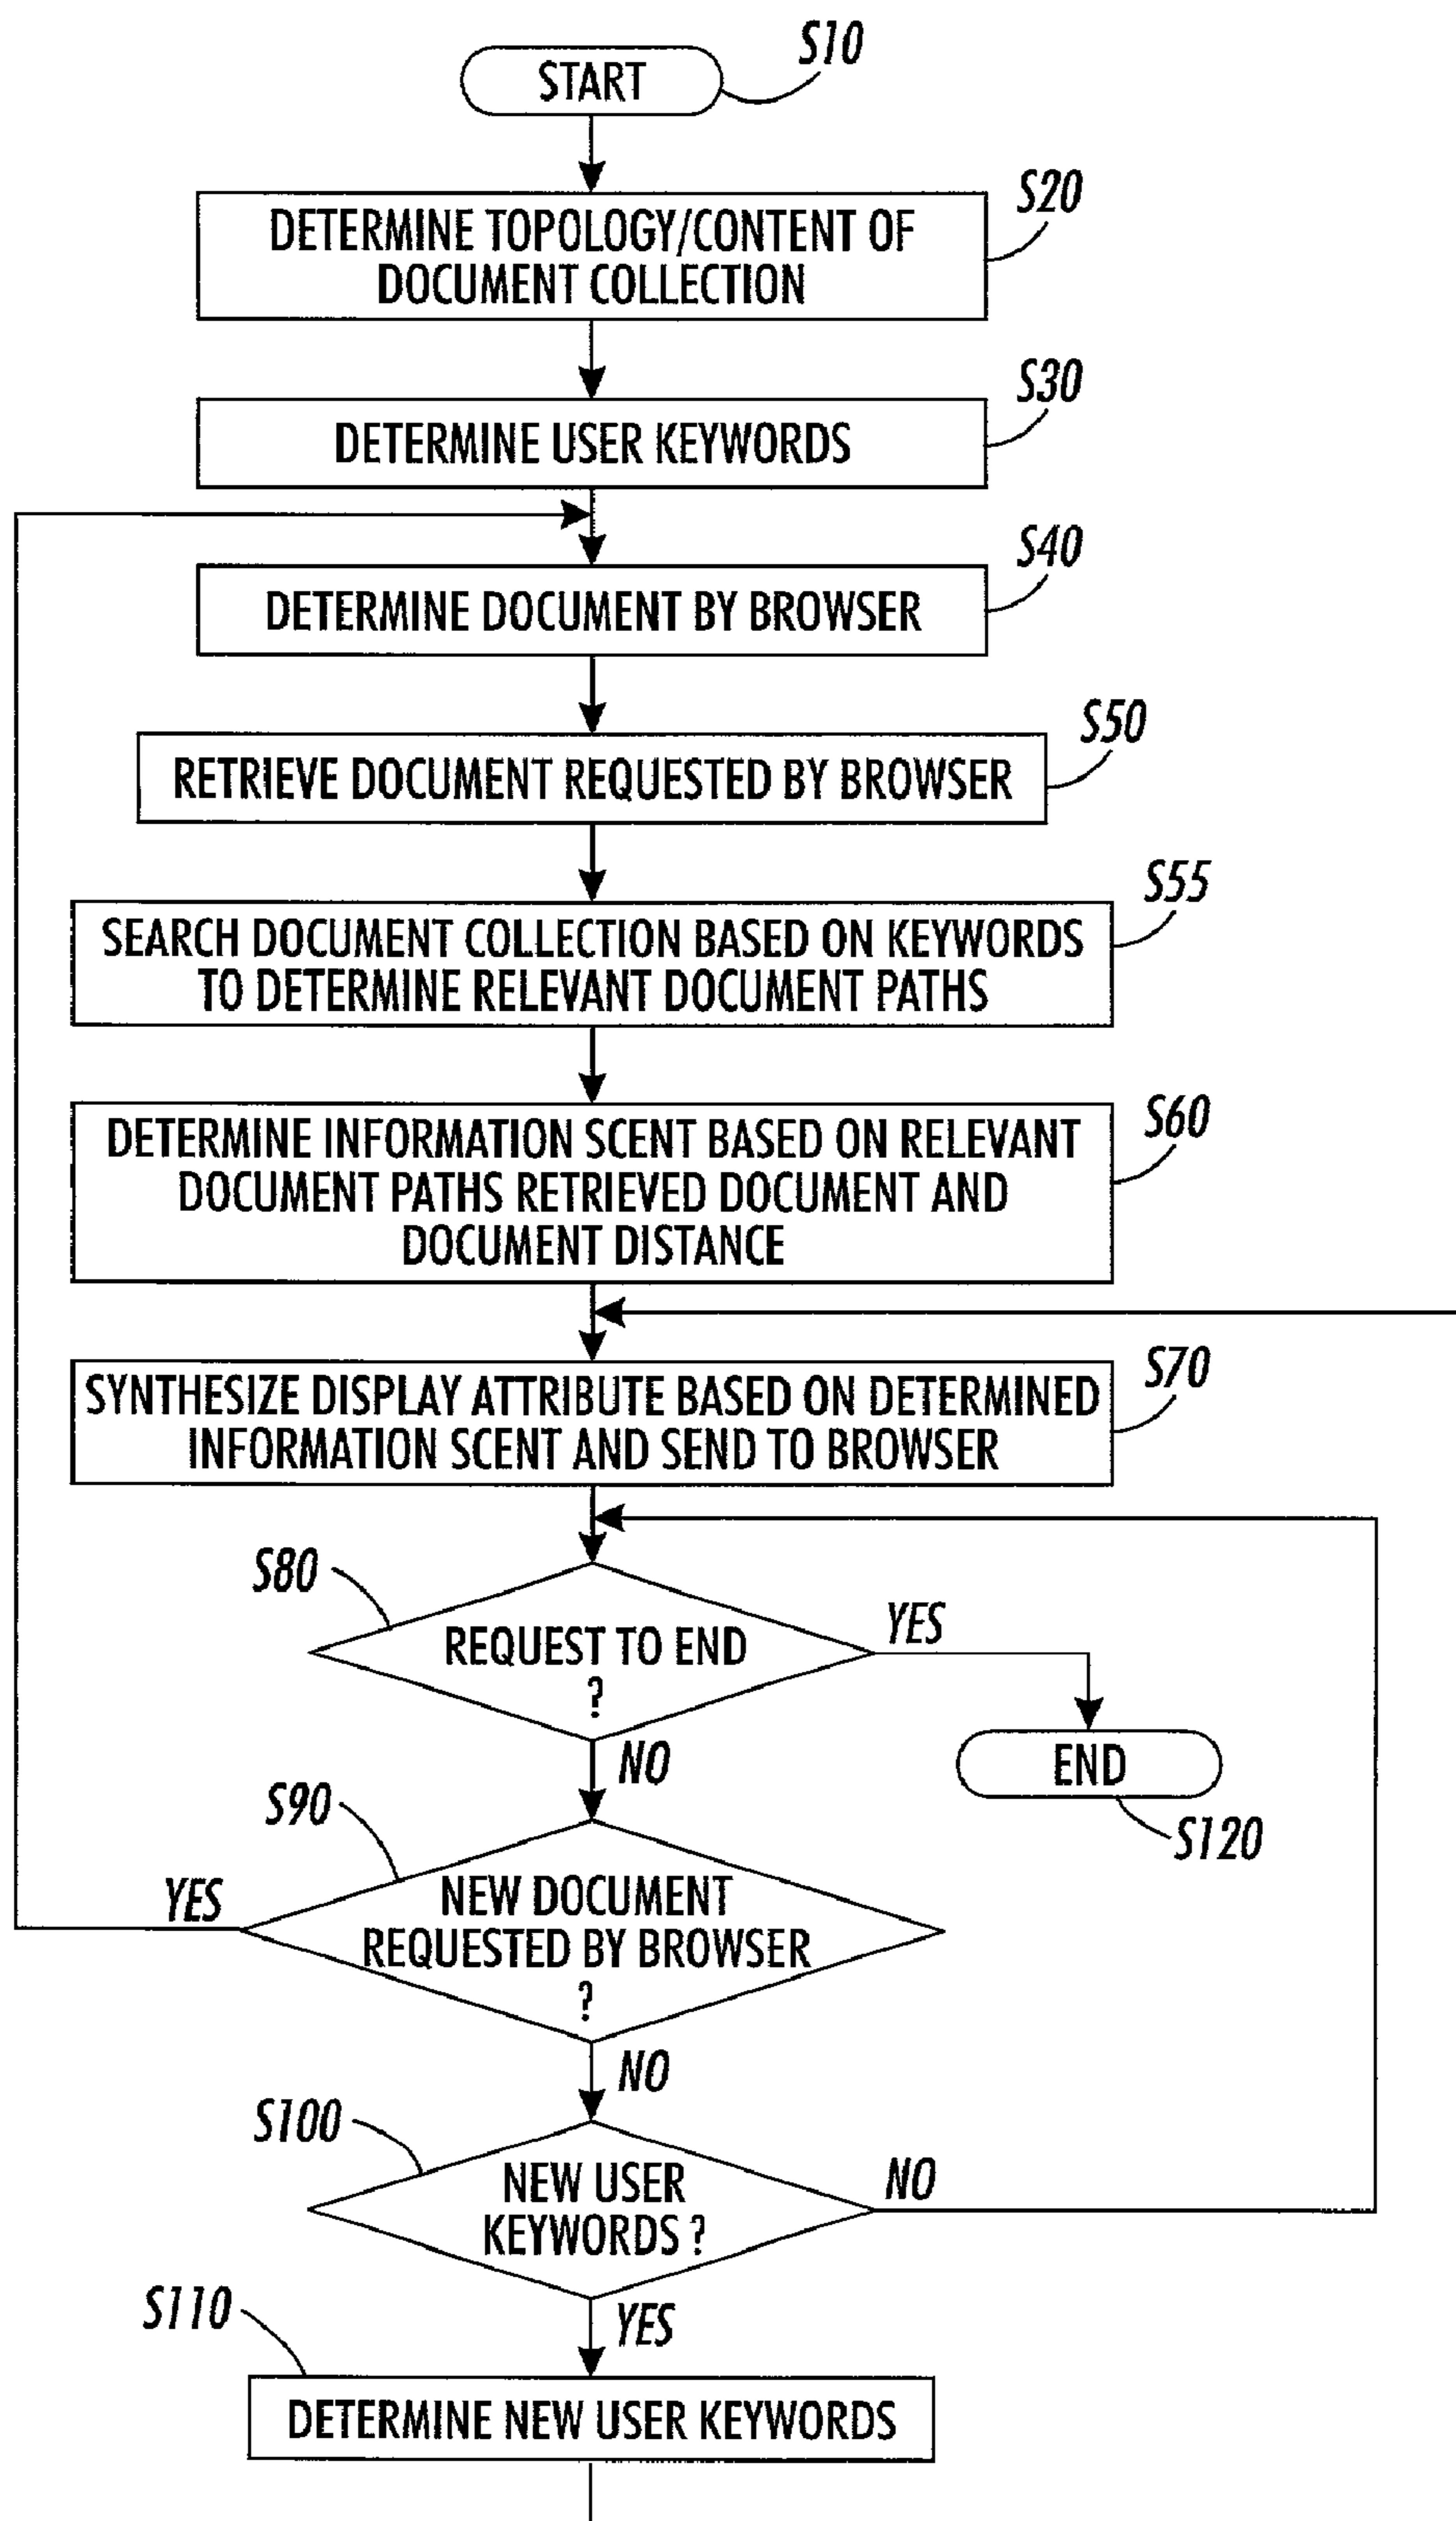 START
S10
DETERMINE TOPOLOGY/CONTENT OF
DOCUMENT COLLECTION
S20
DETERMINE USER KEYWORDS
S30
DETERMINE DOCUMENT BY BROWSER
S40
RETRIEVE DOCUMENT REQUESTED BY BROWSER
S50
SEARCH DOCUMENT COLLECTION BASED ON KEYWORDS
TO DETERMINE RELEVANT DOCUMENT PATHS
S55
DETERMINE INFORMATION SCENT BASED ON RELEVANT
DOCUMENT PATHS RETRIEVED DOCUMENT AND
DOCUMENT DISTANCE
S60
SYNTHESIZE DISPLAY ATTRIBUTE BASED ON DETERMINED
INFORMATION SCENT AND SEND TO BROWSER
S70
S80
REQUEST TO END
?
YES
NO
END
S120
S90
NEW DOCUMENT
REQUESTED BY BROWSER
?
YES
NO
S100
NEW USER
KEYWORDS ?
NO
YES
S110
DETERMINE NEW USER KEYWORDS